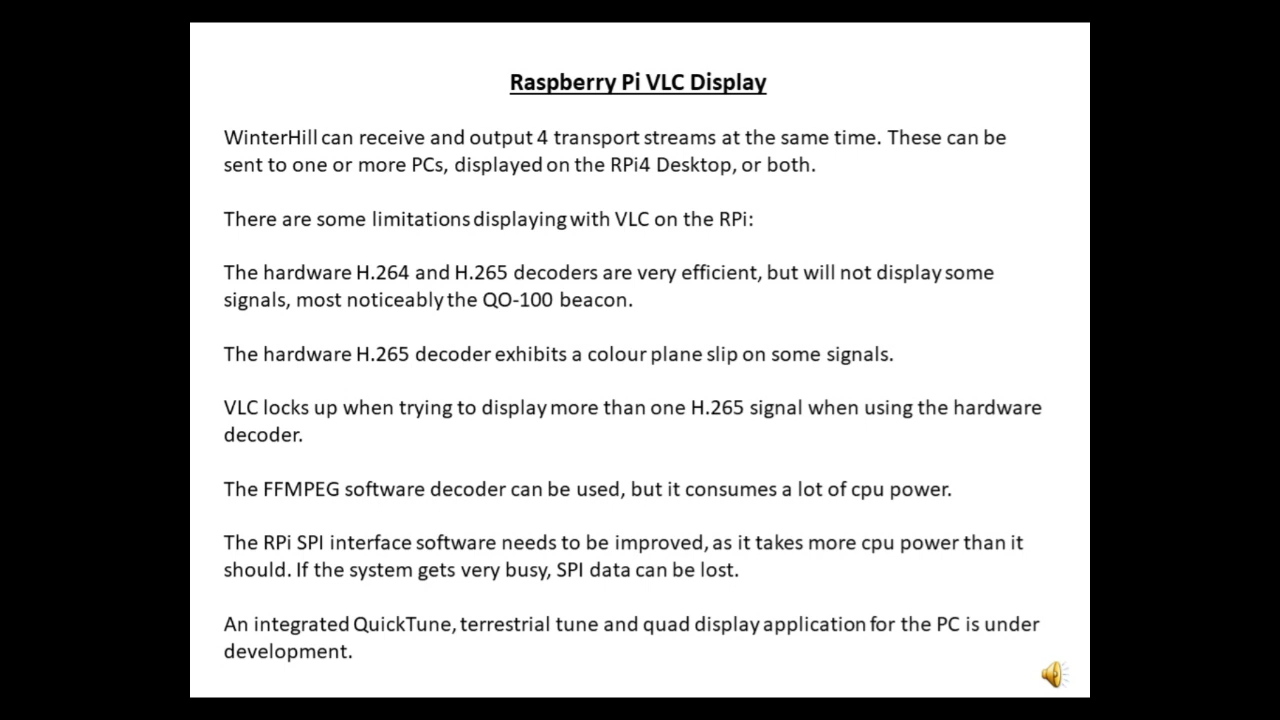 Raspberry Pi VLC Display
WinterHill can receive and output 4 transport streams at the same time. These can be
sent to one or more PCs, displayed on the RPi4 Desktop, or both.
There are some limitations displaying with VLC on the RPi:
The hardware H.264 and H.265 decoders are very efficient, but will not display some
signals, most noticeably the QO-100 beacon.
The hardware H.265 decoder exhibits a colour plane slip on some signals.
VLC locks up when trying to display more than one H.265 signal when using the hardware
decoder.
The FFMPEG software decoder can be used, but it consumes a lot of cpu power.
The RPi SPI interface software needs to be improved, as it takes more cpu power than it
should. If the system gets very busy, SPI data can be lost.
An integrated QuickTune, terrestrial tune and quad display application for the PC is under
development.